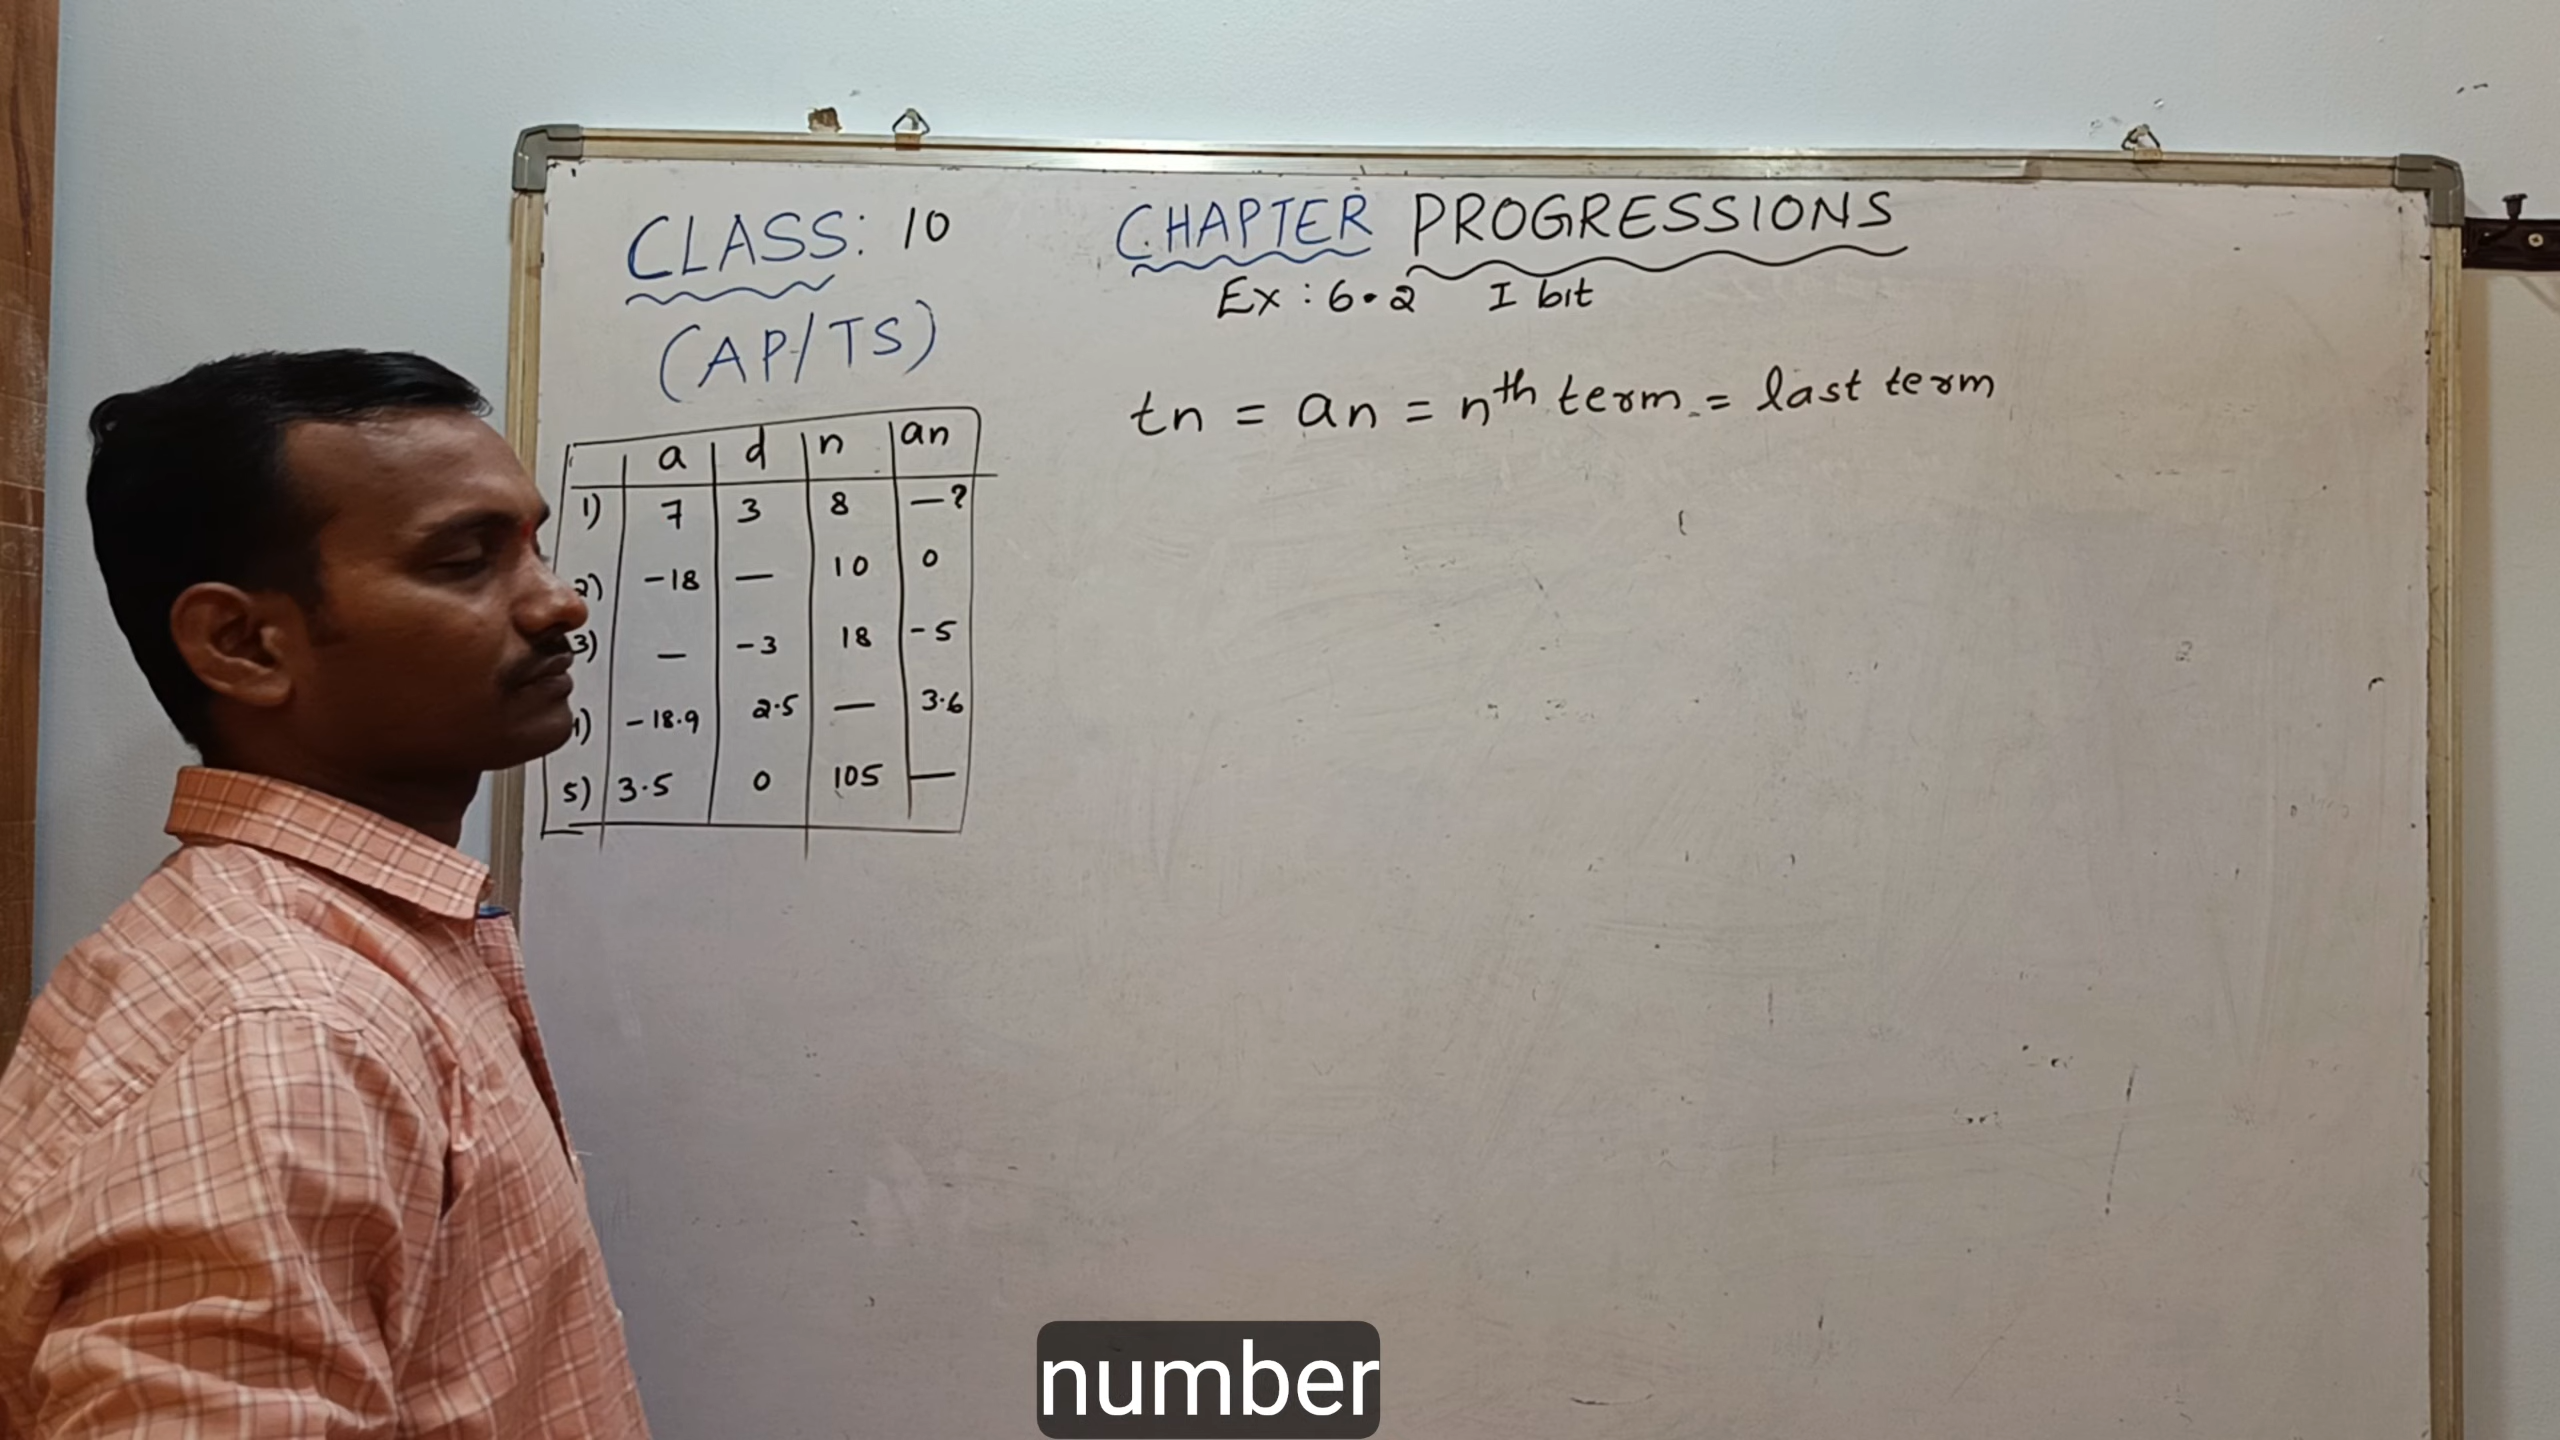 CLASS: 10
(AP/TS)
CHAPTER PROGRESSIONS
Ex : 6.2 I bit
tn = an = nth term = last term
a d n an
1) 7 3 8 —?
2) -18 — 10 0
3) — -3 18 -5
4) -18.9 2.5 — 3.6
5) 3.5 0 105 —
number